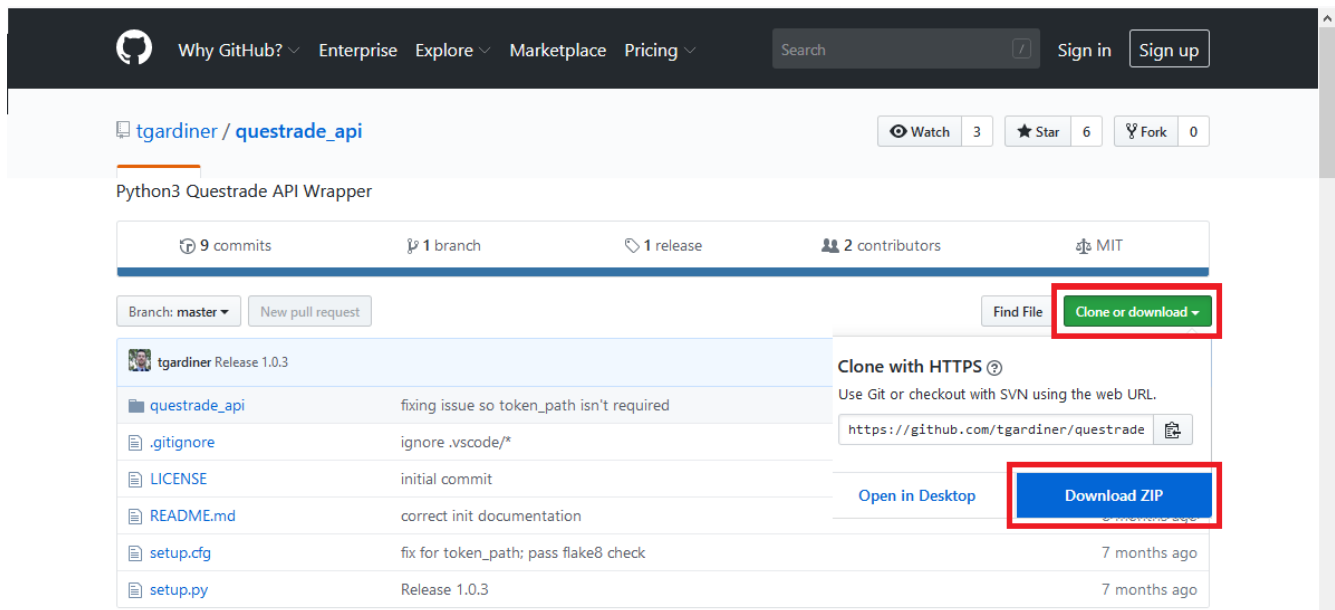 Why GitHub? Enterprise Explore Marketplace Pricing Search / Sign in Sign up
tgardiner / questrade_api Watch 3 Star 6 Fork 0
Python3 Questrade API Wrapper
9 commits 1 branch 1 release 2 contributors MIT
Branch: master New pull request Find File Clone or download
tgardiner Release 1.0.3
Clone with HTTPS
Use Git or checkout with SVN using the web URL.
https://github.com/tgardiner/questrade
Open in Desktop Download ZIP
questrade_api fixing issue so token_path isn't required
.gitignore ignore .vscode/*
LICENSE initial commit
README.md correct init documentation months ago
setup.cfg fix for token_path; pass flake8 check 7 months ago
setup.py Release 1.0.3 7 months ago